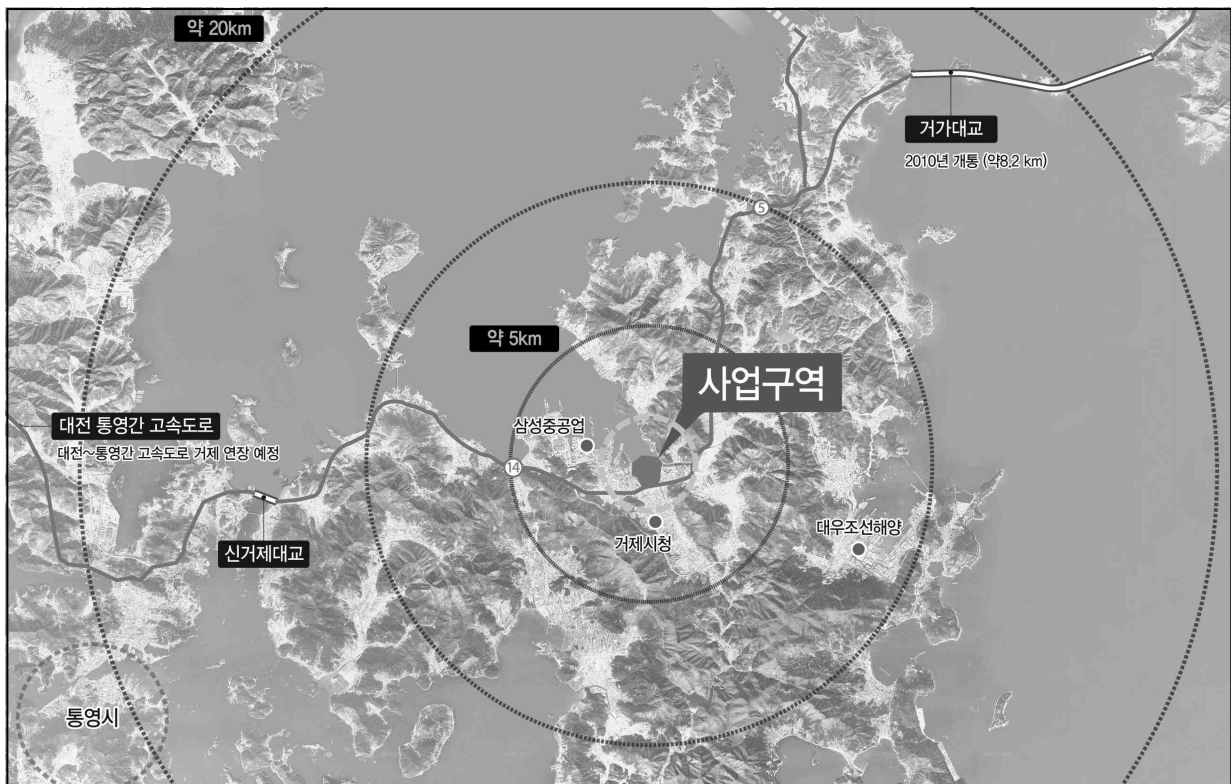 약 20km
거가대교
2010년 개통 (약8.2 km)
5
약 5km
사업구역
대전 통영간 고속도로
대전~통영간 고속도로 거제 연장 예정
삼성중공업
14
신거제대교
거제시청
대우조선해양
통영시